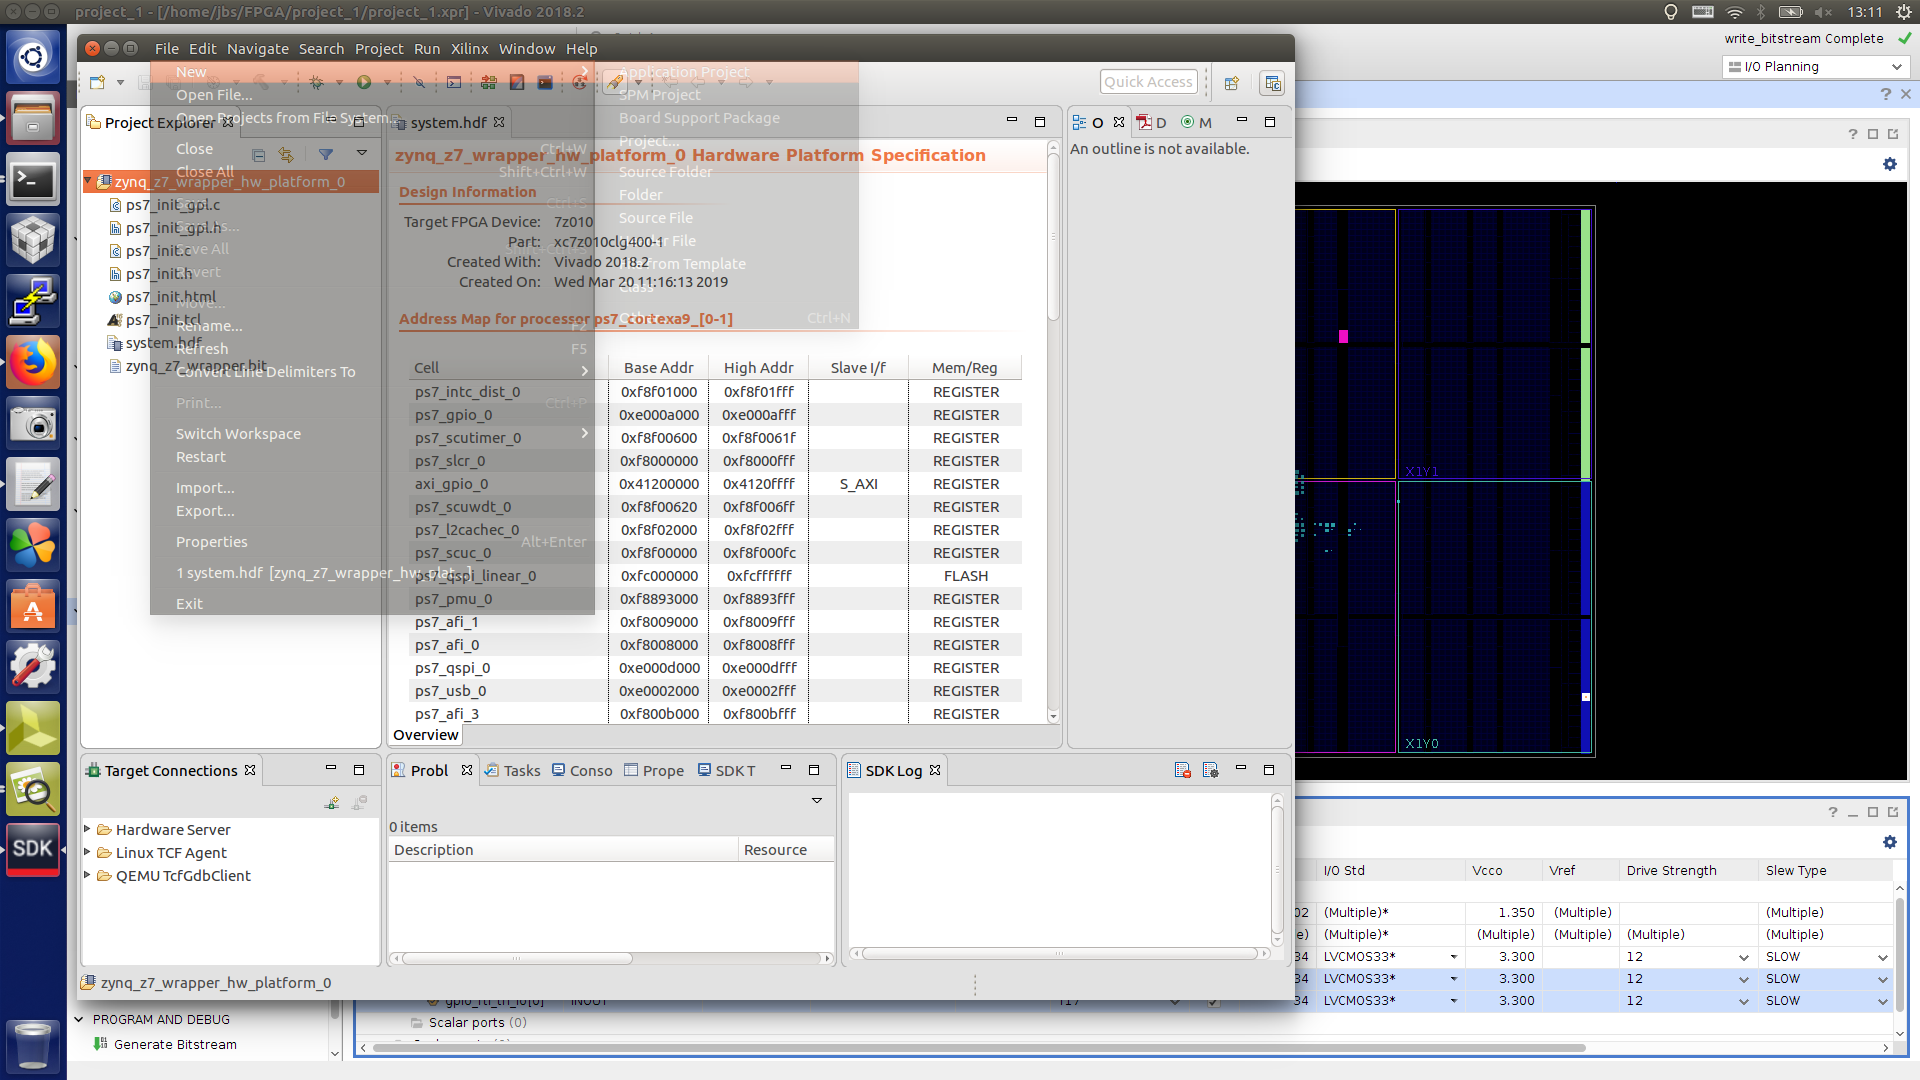 project_1 - [/home/jbs/FPGA/project_1/project_1.xpr] - Vivado 2018.2
13:11
write_bitstream Complete
I/O Planning
File Edit Navigate Search Project Run Xilinx Window Help
Quick Access
New
Open File...
Open Projects from File System...
Close Ctrl+W
Close All Shift+Ctrl+W
Save All
Revert
Move...
Rename... F2
Refresh F5
Convert Line Delimiters To
Print... Ctrl+P
Switch Workspace
Restart
Import...
Export...
Properties Alt+Enter
1 system.hdf [zynq_z7_wrapper_hw_plat...]
Exit
Application Project
SPM Project
Board Support Package
Project...
Source Folder
Folder
Source File
Header File
File from Template
Class
Other... Ctrl+N
Project Explorer
zynq_z7_wrapper_hw_platform_0
ps7_init_gpl.c
ps7_init_gpl.h
ps7_init.c
ps7_init.h
ps7_init.html
ps7_init.tcl
system.hdf
zynq_z7_wrapper.bit
system.hdf
zynq_z7_wrapper_hw_platform_0 Hardware Platform Specification
Design Information
Target FPGA Device: 7z010
Part: xc7z010clg400-1
Created With: Vivado 2018.2
Created On: Wed Mar 20 11:16:13 2019
Address Map for processor ps7_cortexa9_[0-1]
Cell Base Addr High Addr Slave I/f Mem/Reg
ps7_intc_dist_0 0xf8f01000 0xf8f01fff REGISTER
ps7_gpio_0 0xe000a000 0xe000afff REGISTER
ps7_scutimer_0 0xf8f00600 0xf8f0061f REGISTER
ps7_slcr_0 0xf8000000 0xf8000fff REGISTER
axi_gpio_0 0x41200000 0x4120ffff S_AXI REGISTER
ps7_scuwdt_0 0xf8f00620 0xf8f006ff REGISTER
ps7_l2cachec_0 0xf8f02000 0xf8f02fff REGISTER
ps7_scuc_0 0xf8f00000 0xf8f000fc REGISTER
ps7_qspi_linear_0 0xfc000000 0xfcffffff FLASH
ps7_pmu_0 0xf8893000 0xf8893fff REGISTER
ps7_afi_1 0xf8009000 0xf8009fff REGISTER
ps7_afi_0 0xf8008000 0xf8008fff REGISTER
ps7_qspi_0 0xe000d000 0xe000dfff REGISTER
ps7_usb_0 0xe0002000 0xe0002fff REGISTER
ps7_afi_3 0xf800b000 0xf800bfff REGISTER
Overview
O D M
An outline is not available.
X1Y1
X1Y0
Target Connections
Hardware Server
Linux TCF Agent
QEMU TcfGdbClient
Probl Tasks Conso Prope SDK T
0 items
Description Resource
SDK Log
SDK
zynq_z7_wrapper_hw_platform_0
I/O Std Vcco Vref Drive Strength Slew Type
02 (Multiple)* 1.350 (Multiple) (Multiple)
e) (Multiple)* (Multiple) (Multiple) (Multiple) (Multiple)
34 LVCMOS33* 3.300 12 SLOW
34 LVCMOS33* 3.300 12 SLOW
34 LVCMOS33* 3.300 12 SLOW
Scalar ports (0)
PROGRAM AND DEBUG
Generate Bitstream